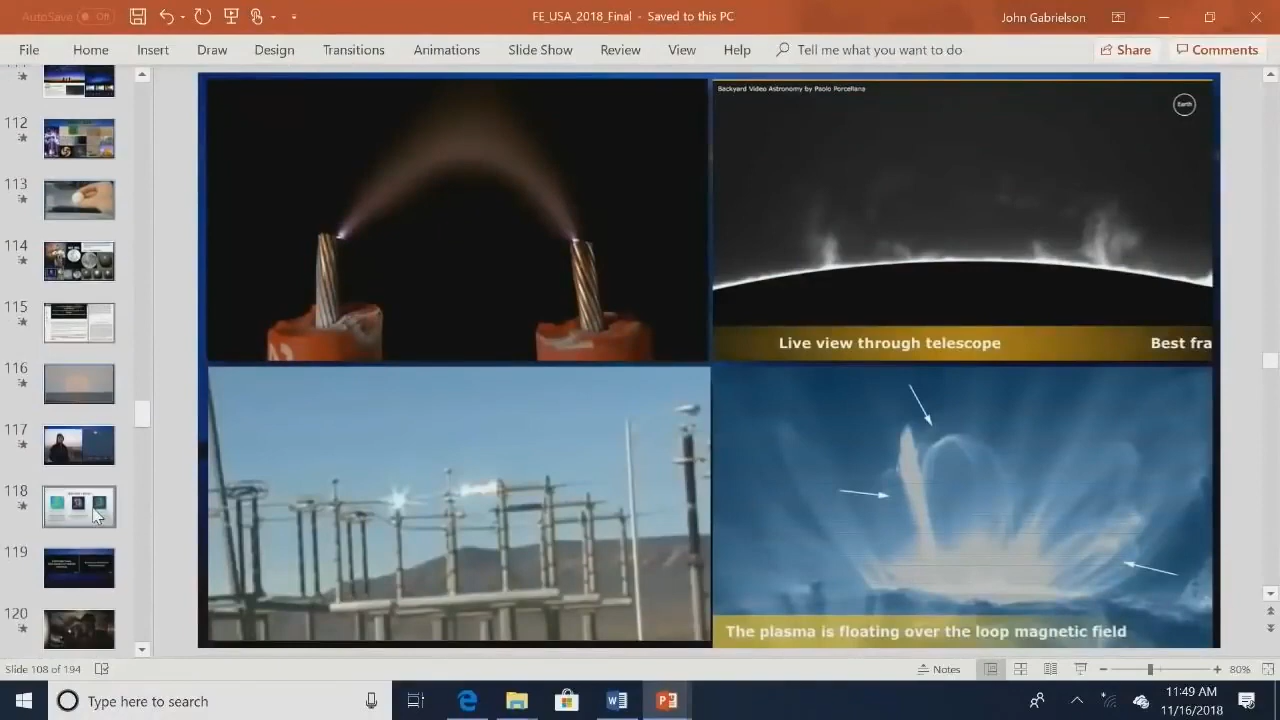 AutoSave Off
FE_USA_2018_Final - Saved to this PC
John Gabrielson
File Home Insert Draw Design Transitions Animations Slide Show Review View Help Tell me what you want to do Share Comments
112
113
114
115
116
117
118
119
120
Backyard Video Astronomy by Paolo Porcellana
Earth
Live view through telescope
Best fra
The plasma is floating over the loop magnetic field
Slide 108 of 194
Notes
80%
Type here to search
11:49 AM
11/16/2018